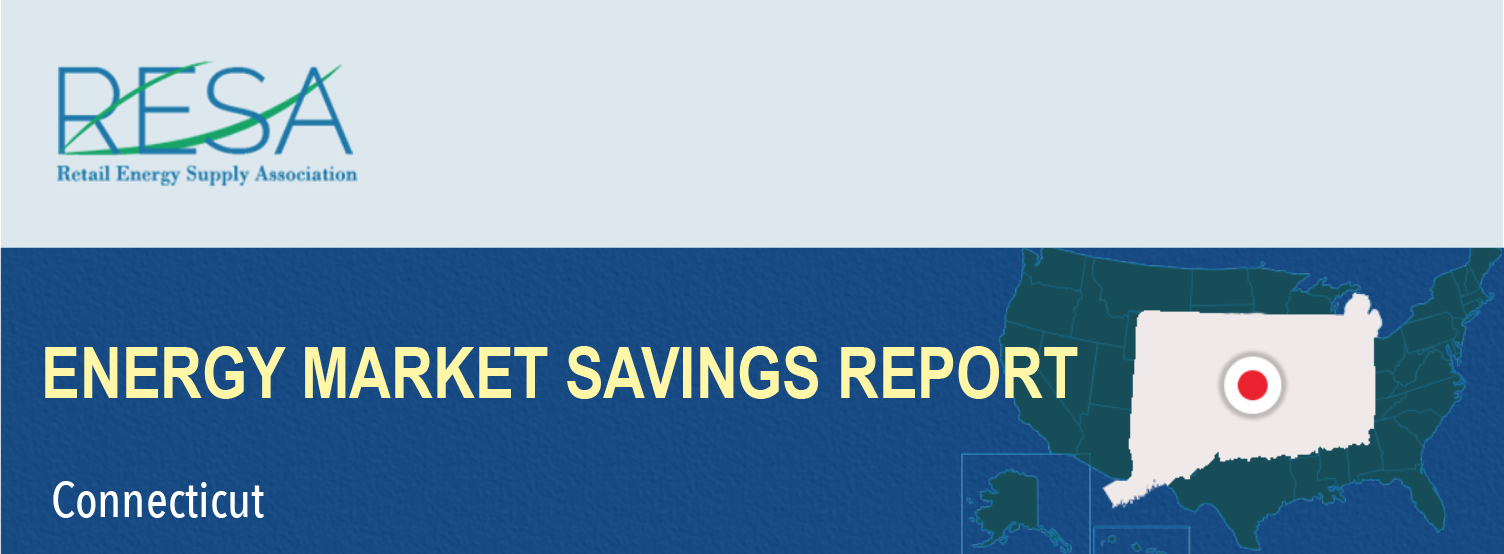 RESA
Retail Energy Supply Association
ENERGY MARKET SAVINGS REPORT
Connecticut